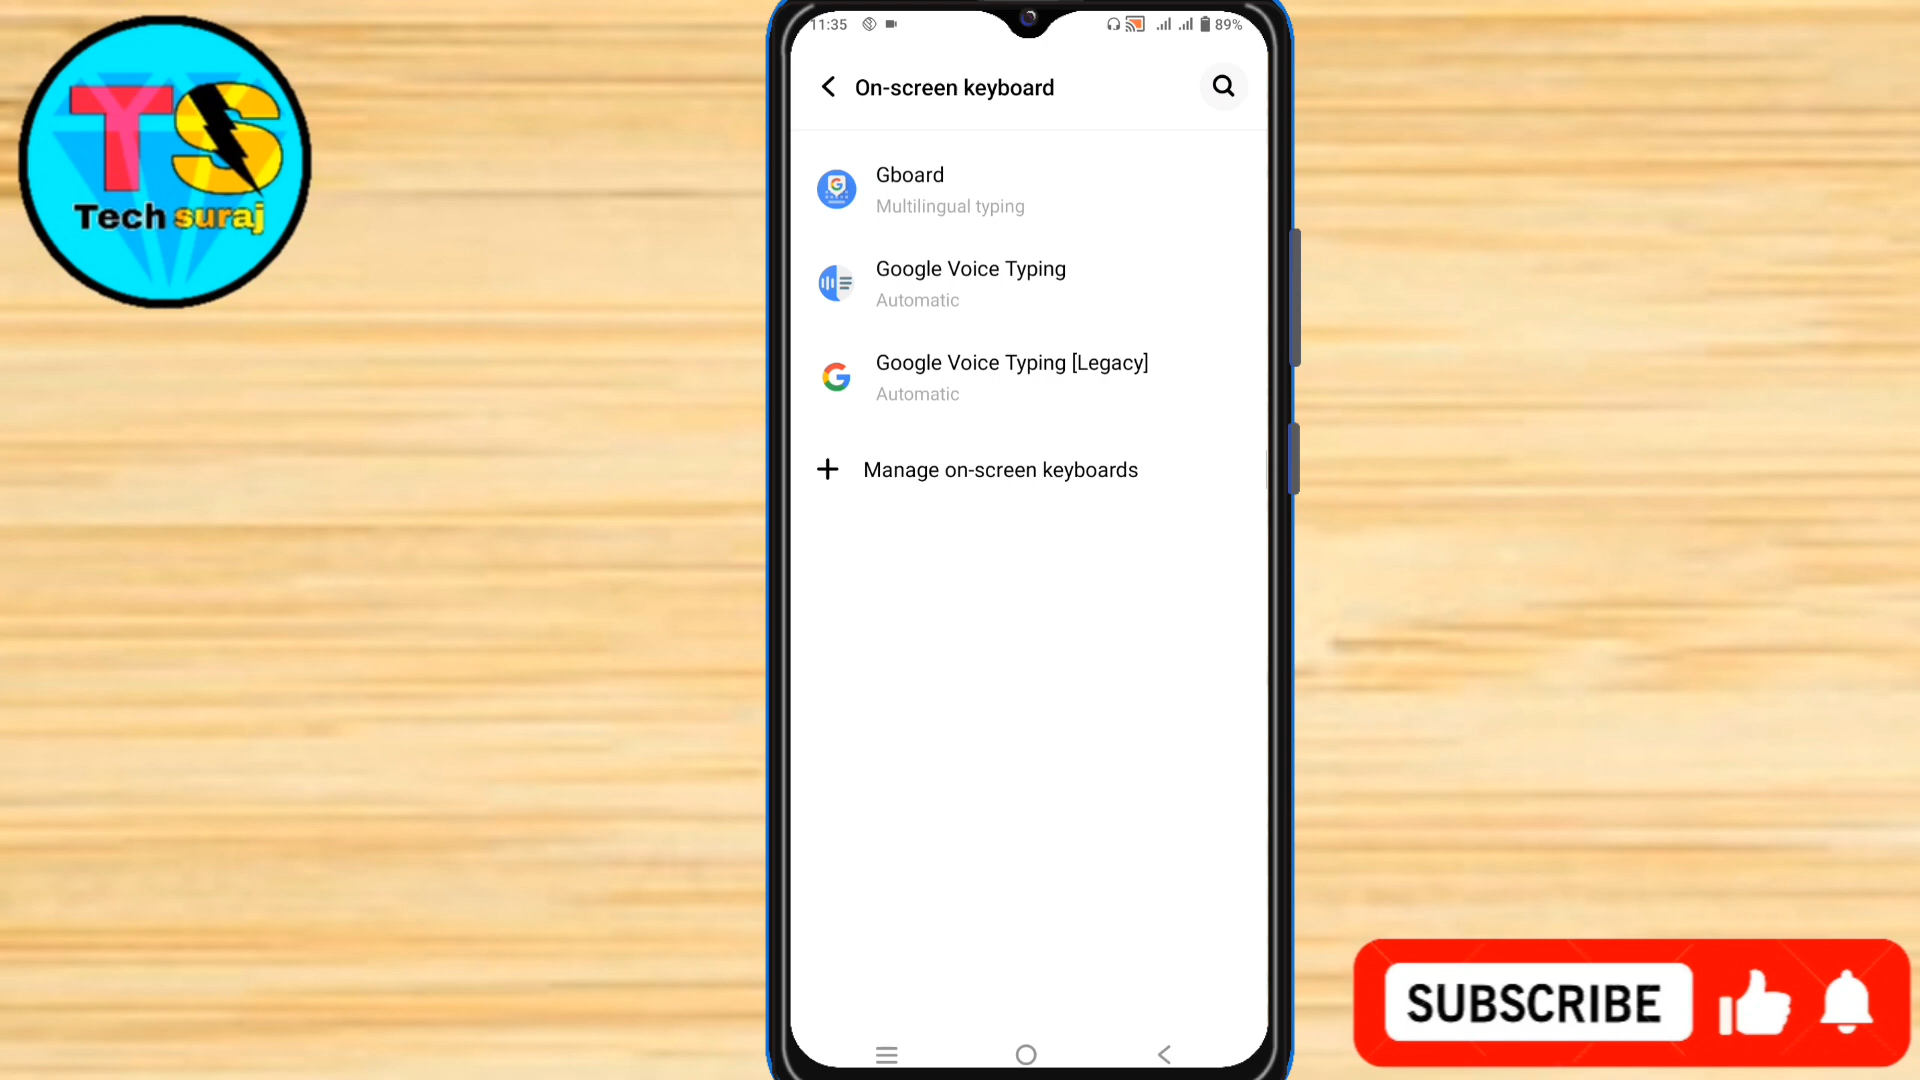 TS
Tech suraj
11:35
89%
On-screen keyboard
Gboard
Multilingual typing
Google Voice Typing
Automatic
Google Voice Typing [Legacy]
Automatic
Manage on-screen keyboards
SUBSCRIBE